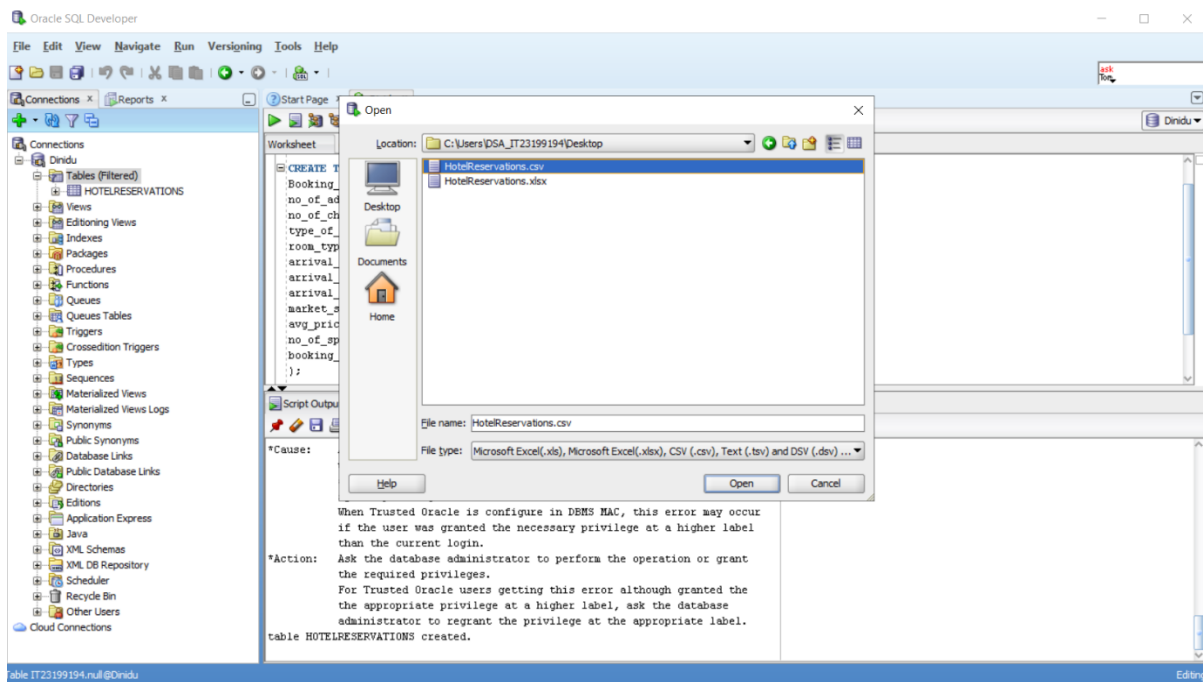 Oracle SQL Developer
File Edit View Navigate Run Versioning Tools Help
ask
Tom
Connections x Reports x
Start Page
Dinidu
Connections
Dinidu
Tables (Filtered)
HOTELRESERVATIONS
Views
Editioning Views
Indexes
Packages
Procedures
Functions
Queues
Queues Tables
Triggers
Crossedition Triggers
Types
Sequences
Materialized Views
Materialized Views Logs
Synonyms
Public Synonyms
Database Links
Public Database Links
Directories
Editions
Application Express
Java
XML Schemas
XML DB Repository
Scheduler
Recycle Bin
Other Users
Cloud Connections
Worksheet
CREATE T
Booking_
no_of_ad
no_of_ch
type_of_
room_typ
arrival_
arrival_
arrival_
market_s
avg_pric
no_of_sp
booking_
);
Open
Location: C:\Users\DSA_IT23199194\Desktop
Desktop
Documents
Home
HotelReservations.csv
HotelReservations.xlsx
File name: HotelReservations.csv
File type: Microsoft Excel(.xls), Microsoft Excel(.xlsx), CSV (.csv), Text (.tsv) and DSV (.dsv) ...
Help Open Cancel
Script Outpu
*Cause:
When Trusted Oracle is configure in DBMS MAC, this error may occur
if the user was granted the necessary privilege at a higher label
than the current login.
*Action: Ask the database administrator to perform the operation or grant
the required privileges.
For Trusted Oracle users getting this error although granted the
the appropriate privilege at a higher label, ask the database
administrator to regrant the privilege at the appropriate label.
table HOTELRESERVATIONS created.
Table IT23199194.null@Dinidu
Editing